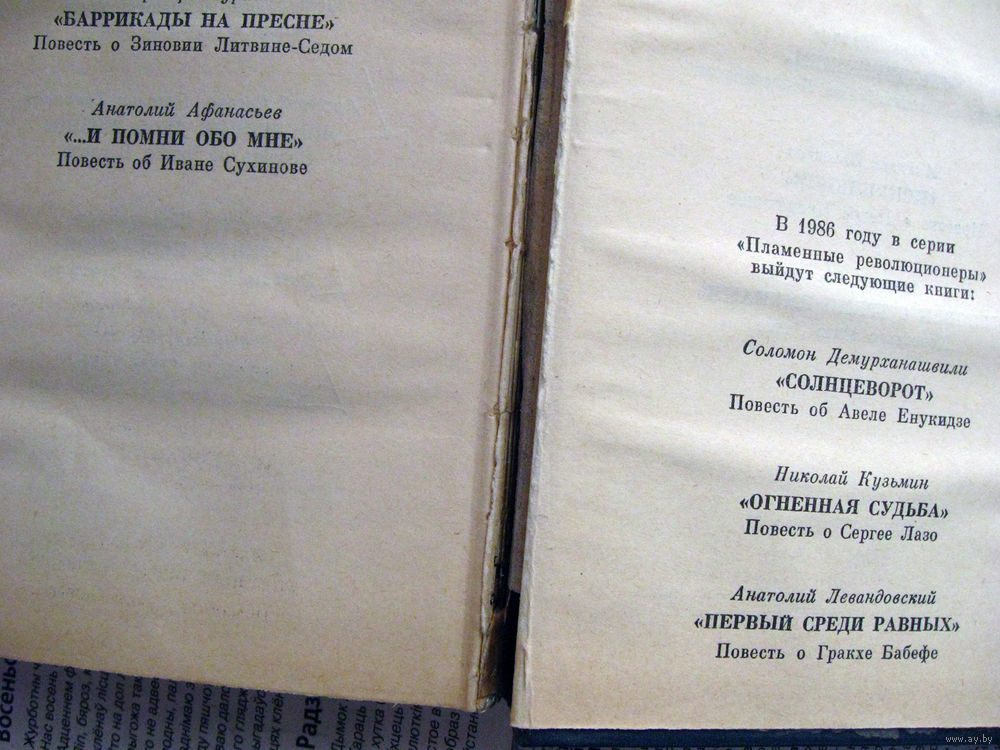 «БАРРИКАДЫ НА ПРЕСНЕ»
Повесть о Зиновии Литвине-Седом
Анатолий Афанасьев
«...И ПОМНИ ОБО МНЕ»
Повесть об Иване Сухинове
В 1986 году в серии
«Пламенные революционеры»
выйдут следующие книги:
Соломон Демурханашвили
«СОЛНЦЕВОРОТ»
Повесть об Авеле Енукидзе
Николай Кузьмин
«ОГНЕННАЯ СУДЬБА»
Повесть о Сергее Лазо
Анатолий Левандовский
«ПЕРВЫЙ СРЕДИ РАВНЫХ»
Повесть о Гракхе Бабефе
www.ay.by